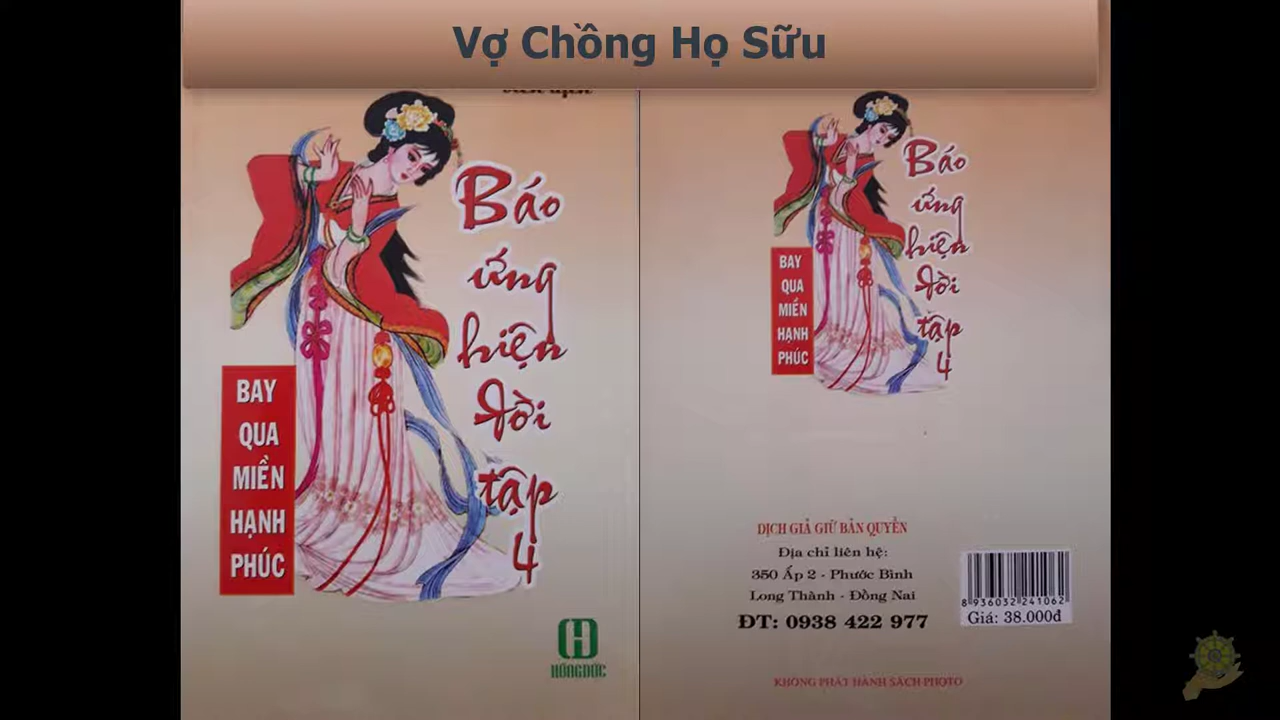 Vợ Chồng Họ Sữu
Báo
ứng
hiện
đời
tập
4
BAY
QUA
MIỀN
HẠNH
PHÚC
HỒNG ĐỨC
Báo
ứng
hiện
đời
tập
4
BAY
QUA
MIỀN
HẠNH
PHÚC
DỊCH GIẢ GIỮ BẢN QUYỀN
Địa chỉ liên hệ:
350 Ấp 2 - Phước Bình
Long Thành - Đồng Nai
ĐT: 0938 422 977
8 936032 241062
Giá: 38.000đ
KHÔNG PHÁT HÀNH SÁCH PHOTO